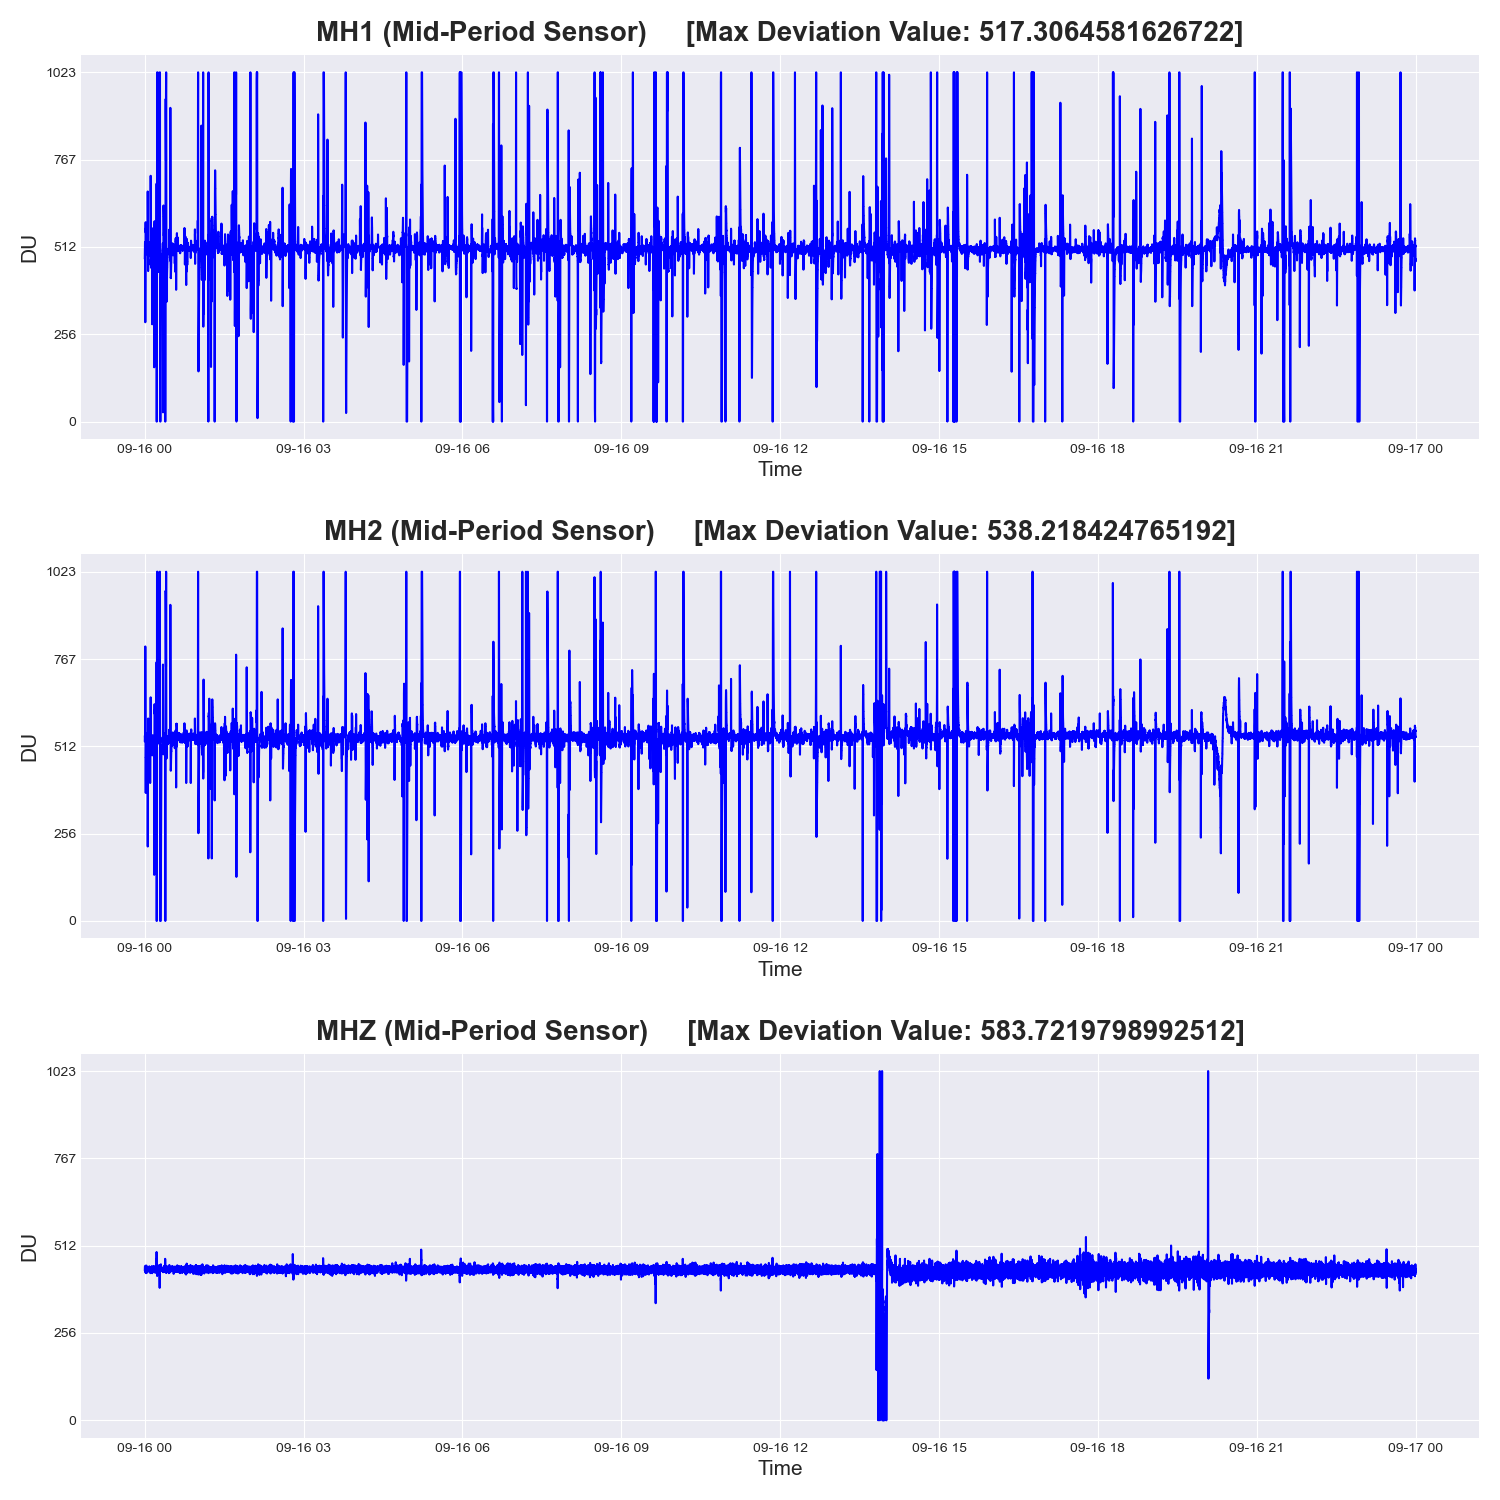 MH1 (Mid-Period Sensor) [Max Deviation Value: 517.3064581626722]
1023
767
512
256
0
DU
09-16 00 09-16 03 09-16 06 09-16 09 09-16 12 09-16 15 09-16 18 09-16 21 09-17 00
Time
MH2 (Mid-Period Sensor) [Max Deviation Value: 538.218424765192]
1023
767
512
256
0
DU
09-16 00 09-16 03 09-16 06 09-16 09 09-16 12 09-16 15 09-16 18 09-16 21 09-17 00
Time
MHZ (Mid-Period Sensor) [Max Deviation Value: 583.7219798992512]
1023
767
512
256
0
DU
09-16 00 09-16 03 09-16 06 09-16 09 09-16 12 09-16 15 09-16 18 09-16 21 09-17 00
Time